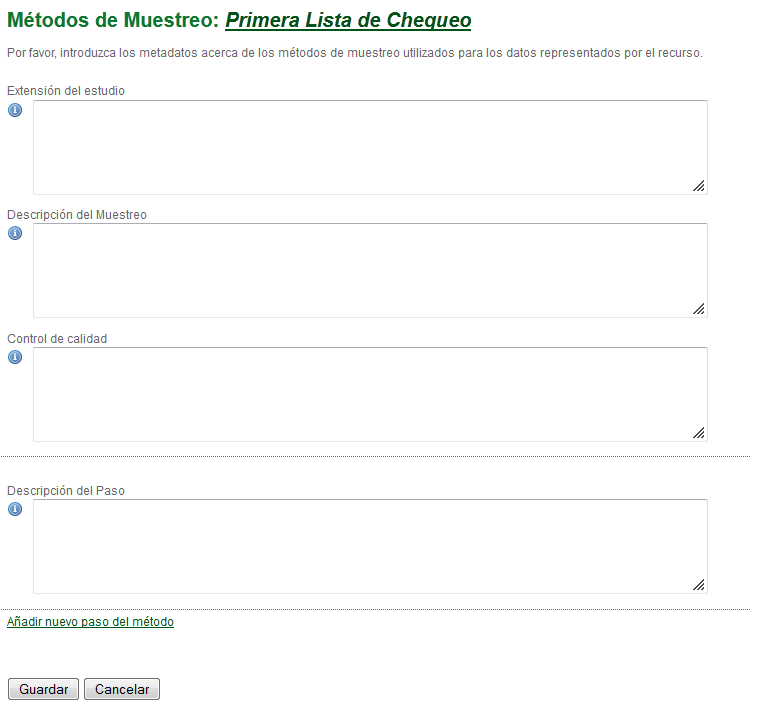 Métodos de Muestreo: Primera Lista de Chequeo
Por favor, introduzca los metadatos acerca de los métodos de muestreo utilizados para los datos representados por el recurso.
Extensión del estudio
Descripción del Muestreo
Control de calidad
Descripción del Paso
Añadir nuevo paso del método
Guardar Cancelar